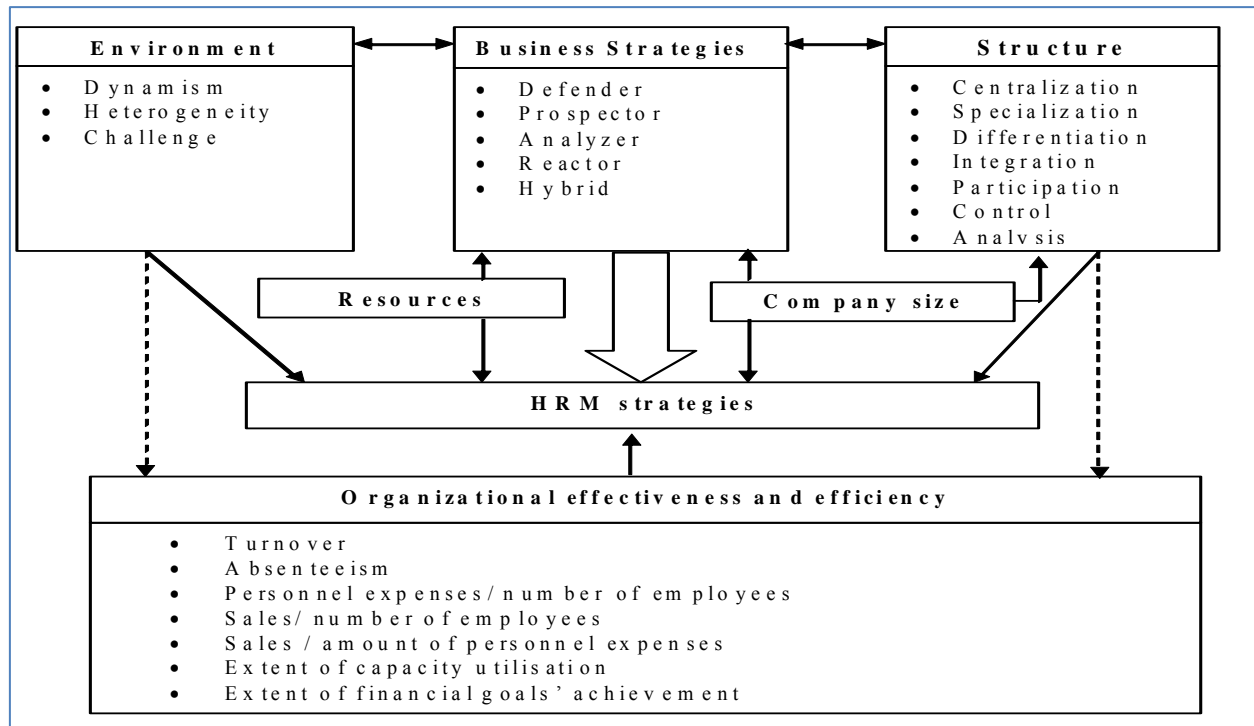 Environment
• Dynamism
• Heterogeneity
• Challenge
Business Strategies
• Defender
• Prospector
• Analyzer
• Reactor
• Hybrid
Structure
• Centralization
• Specialization
• Differentiation
• Integration
• Participation
• Control
• Analysis
Resources
Company size
HRM strategies
Organizational effectiveness and efficiency
• Turnover
• Absenteeism
• Personnel expenses/number of employees
• Sales/ number of employees
• Sales / amount of personnel expenses
• Extent of capacity utilisation
• Extent of financial goals’ achievement